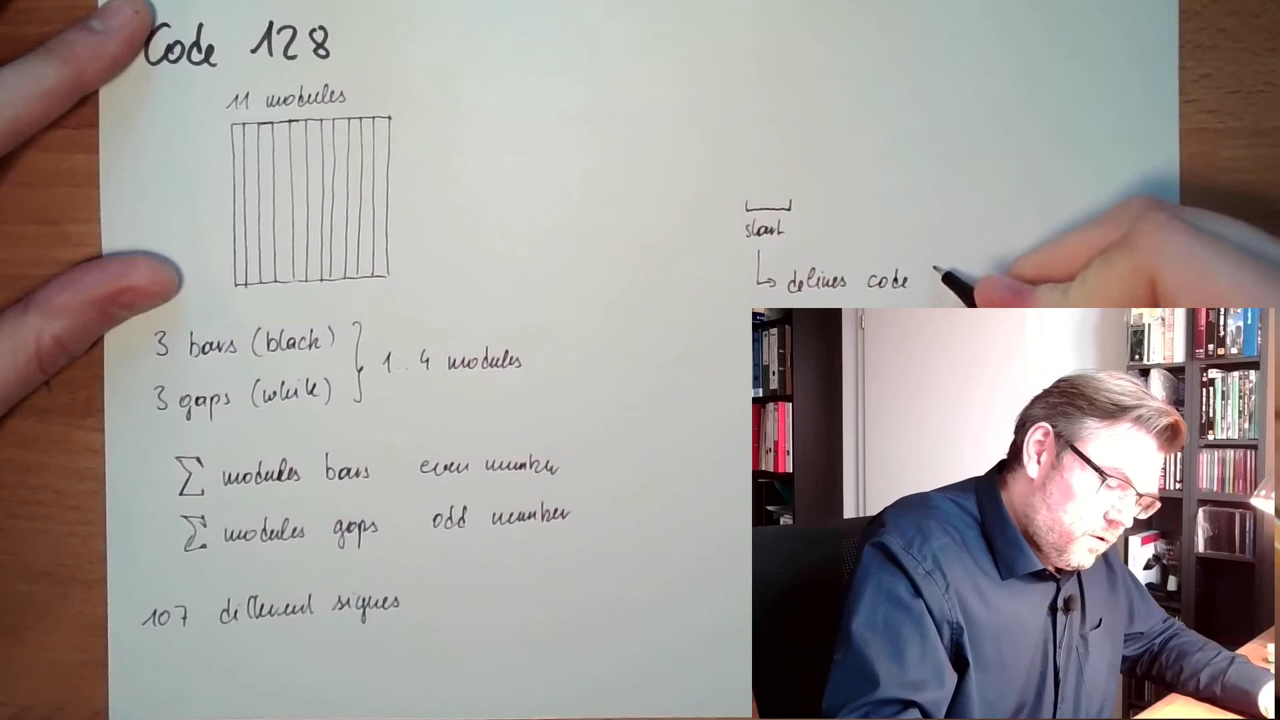 Code 128
11 modules
start
defines code
3 bars (black)
3 gaps (white)
1..4 modules
∑ modules bars even number
∑ modules gaps odd number
107 different signes